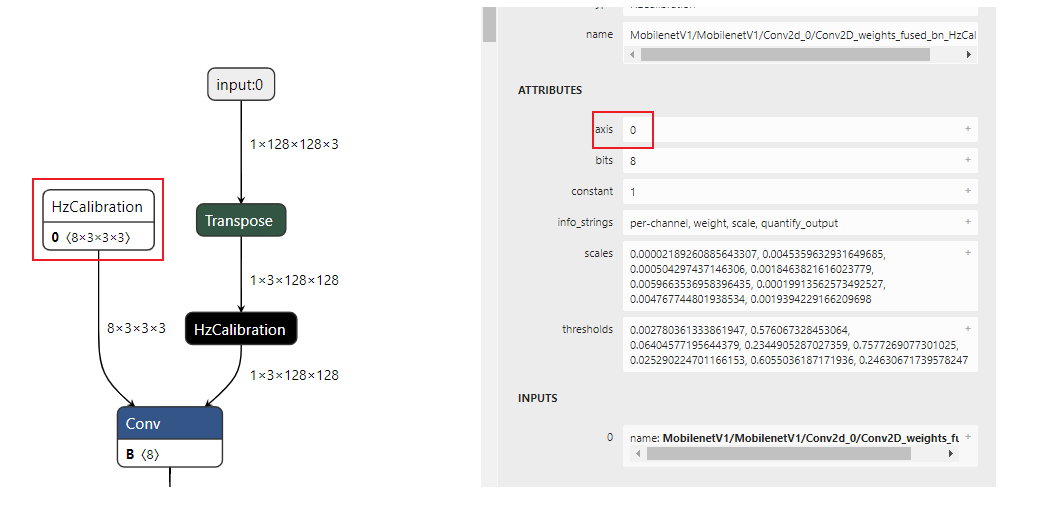 input:0
1×128×128×3
HzCalibration
0 〈8×3×3×3〉
Transpose
1×3×128×128
8×3×3×3
HzCalibration
1×3×128×128
Conv
B 〈8〉
name
MobilenetV1/MobilenetV1/Conv2d_0/Conv2D_weights_fused_bn_HzCal
ATTRIBUTES
axis
0
bits
8
constant
1
info_strings
per-channel, weight, scale, quantify_output
scales
0.00002189260885643307, 0.0045359632931649685,
0.000504297437146306, 0.0018463821616023779,
0.0059663536958396435, 0.00019913562573492527,
0.004767744801938534, 0.0019394229166209698
thresholds
0.002780361333861947, 0.576067328453064,
0.06404577195644379, 0.2344905287027359, 0.7577269077301025,
0.025290224701166153, 0.6055036187171936, 0.24630671739578247
INPUTS
0
name: MobilenetV1/MobilenetV1/Conv2d_0/Conv2D_weights_fu